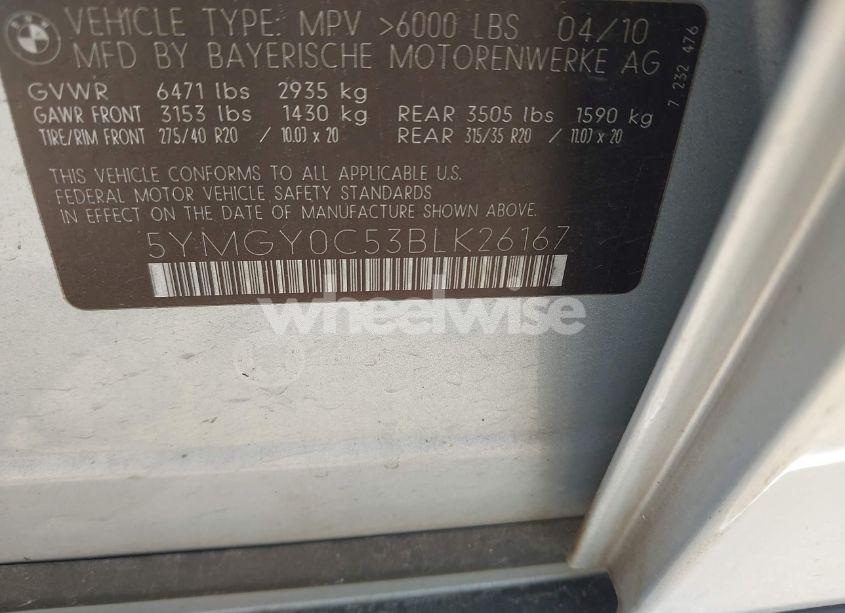 VEHICLE TYPE: MPV >6000 LBS 04/10
MFD BY BAYERISCHE MOTORENWERKE AG
GVWR 6471 lbs 2935 kg
GAWR FRONT 3153 lbs 1430 kg REAR 3505 lbs 1590 kg
TIRE/RIM FRONT 275/40 R20 / 10.0J x 20 REAR 315/35 R20 / 11.0J x 20
THIS VEHICLE CONFORMS TO ALL APPLICABLE U.S.
FEDERAL MOTOR VEHICLE SAFETY STANDARDS
IN EFFECT ON THE DATE OF MANUFACTURE SHOWN ABOVE.
5YMGY0C53BLK26167
7 232 476
wheelwise